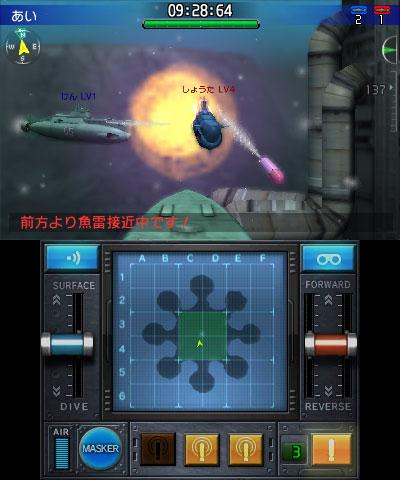 あい
09:28:64
2 1
N
W E
S
けん LV1
しょうた LV4
137
前方より魚雷接近中です!
SURFACE
DIVE
A B C D E F
1
2
3
4
5
6
FORWARD
REVERSE
AIR
MASKER
3